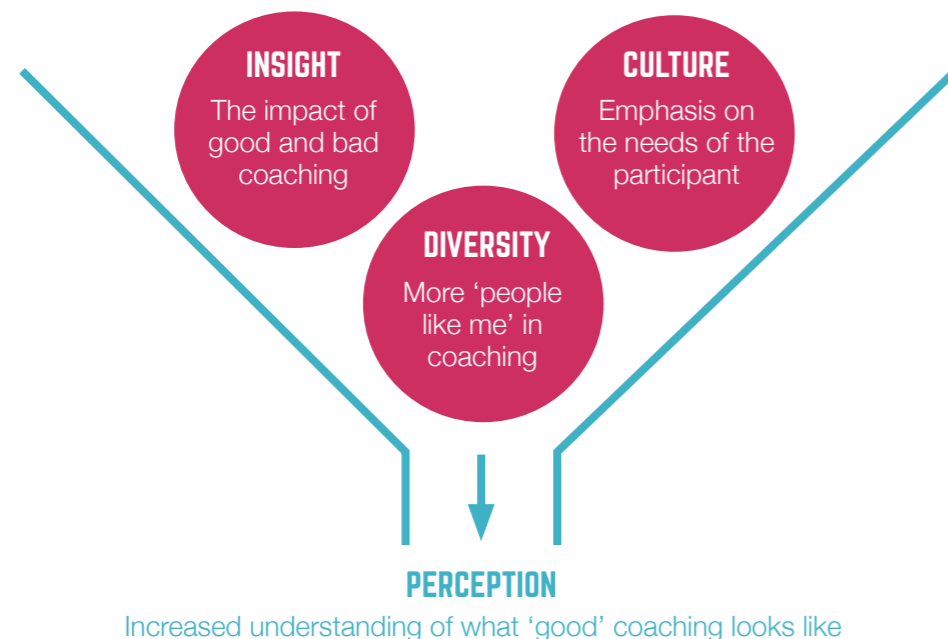 INSIGHT
The impact of
good and bad
coaching
CULTURE
Emphasis on
the needs of the
participant
DIVERSITY
More ‘people
like me’ in
coaching
PERCEPTION
Increased understanding of what ‘good’ coaching looks like